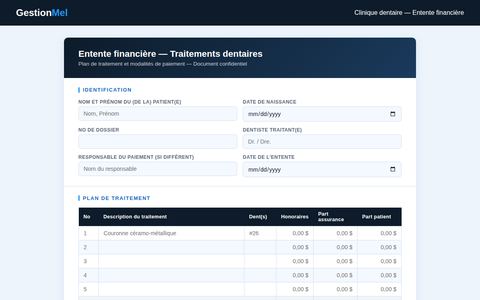 GestionMel
Clinique dentaire — Entente financière
Entente financière — Traitements dentaires
Plan de traitement et modalités de paiement — Document confidentiel
IDENTIFICATION
NOM ET PRÉNOM DU (DE LA) PATIENT(E)
DATE DE NAISSANCE
Nom, Prénom
mm/dd/yyyy
NO DE DOSSIER
DENTISTE TRAITANT(E)
Dr. / Dre.
RESPONSABLE DU PAIEMENT (SI DIFFÉRENT)
DATE DE L'ENTENTE
Nom du responsable
mm/dd/yyyy
PLAN DE TRAITEMENT
No Description du traitement Dent(s) Honoraires Part assurance Part patient
1 Couronne céramo-métallique #26 0,00 $ 0,00 $ 0,00 $
2 0,00 $ 0,00 $ 0,00 $
3 0,00 $ 0,00 $ 0,00 $
4 0,00 $ 0,00 $ 0,00 $
5 0,00 $ 0,00 $ 0,00 $